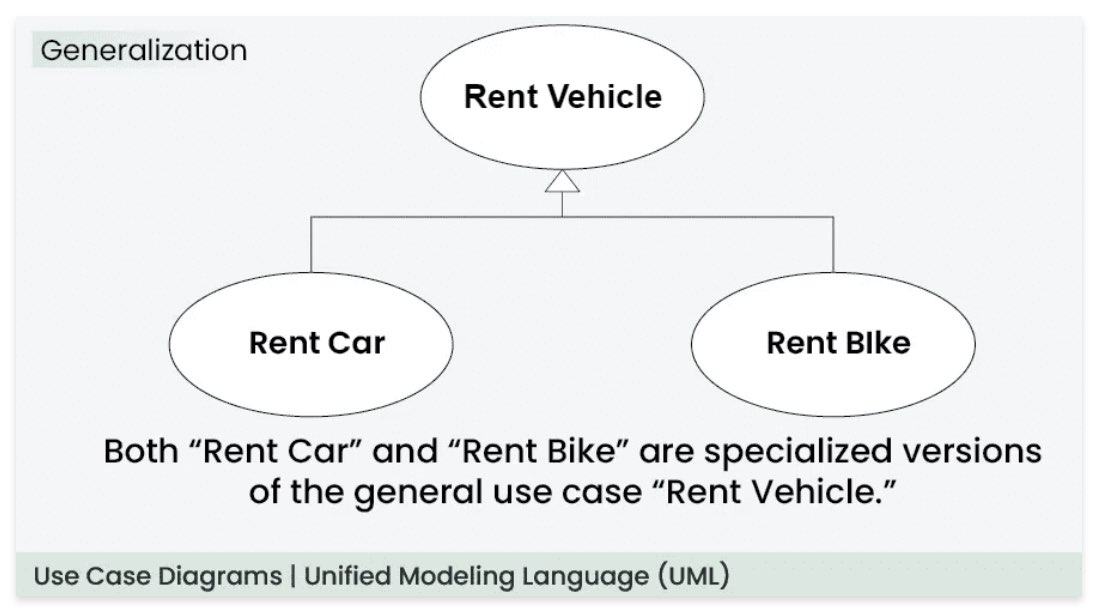 Generalization
Rent Vehicle
Rent Car
Rent BIke
Both “Rent Car” and “Rent Bike” are specialized versions
of the general use case “Rent Vehicle.”
Use Case Diagrams | Unified Modeling Language (UML)